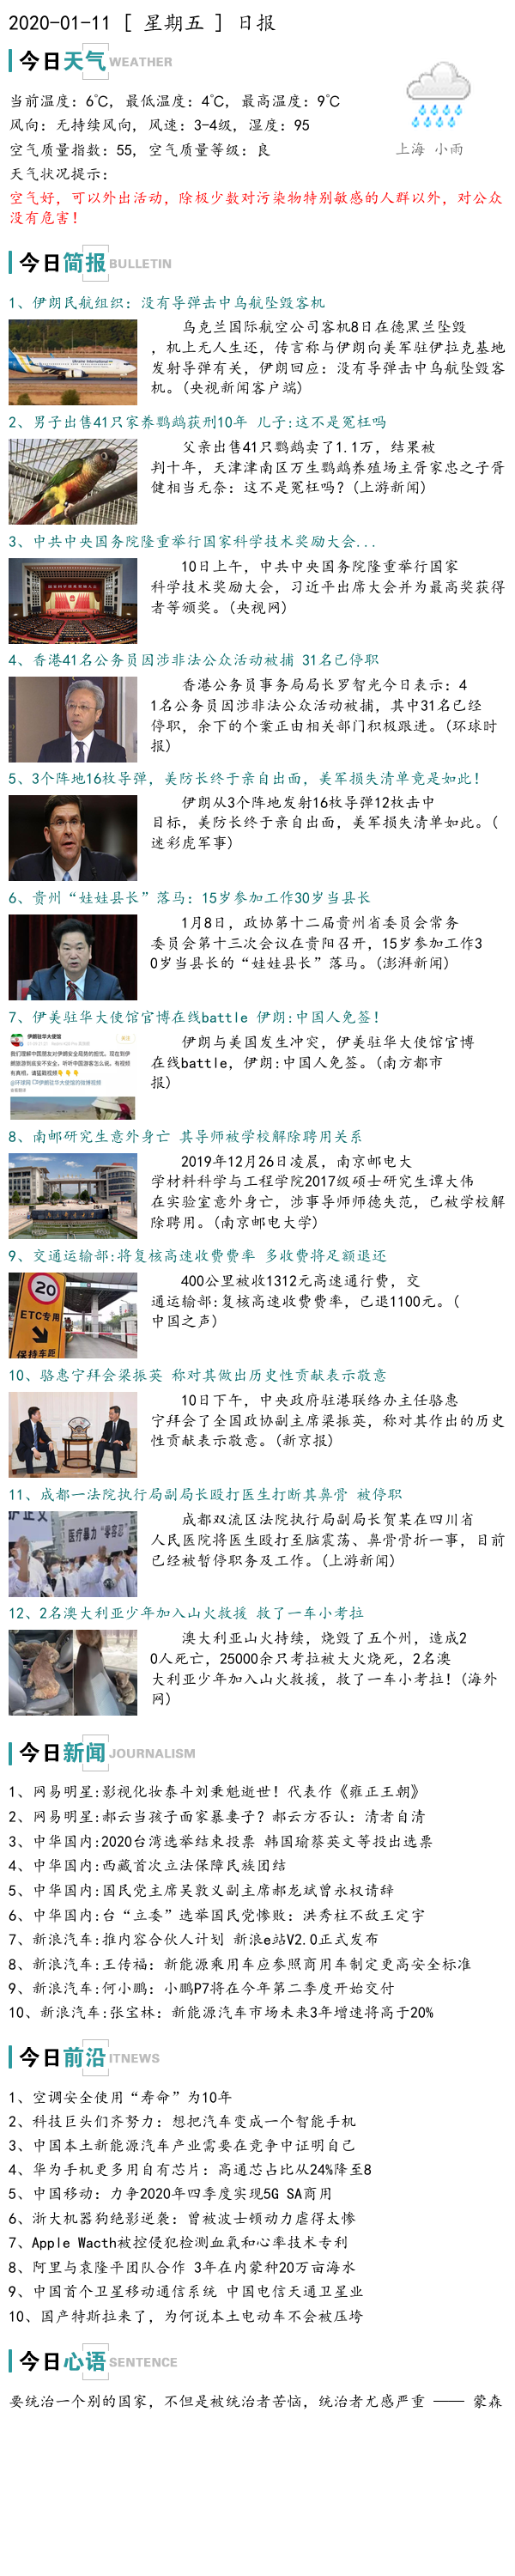 2020-01-11 [ 星期五 ] 日报
今日天气 WEATHER
当前温度: 6℃, 最低温度: 4℃, 最高温度: 9℃
风向: 无持续风向, 风速: 3-4级, 湿度: 95
空气质量指数: 55, 空气质量等级: 良
上海 小雨
天气状况提示:
空气好, 可以外出活动, 除极少数对污染物特别敏感的人群以外, 对公众
没有危害!
今日简报 BULLETIN
1、伊朗民航组织: 没有导弹击中乌航坠毁客机
乌克兰国际航空公司客机8日在德黑兰坠毁
, 机上无人生还, 传言称与伊朗向美军驻伊拉克基地
发射导弹有关, 伊朗回应: 没有导弹击中乌航坠毁客
机。(央视新闻客户端)
2、男子出售41只家养鹦鹉获刑10年 儿子:这不是冤枉吗
父亲出售41只鹦鹉卖了1.1万, 结果被
判十年, 天津津南区万生鹦鹉养殖场主胥家忠之子胥
健相当无奈: 这不是冤枉吗? (上游新闻)
3、中共中央国务院隆重举行国家科学技术奖励大会...
10日上午, 中共中央国务院隆重举行国家
科学技术奖励大会, 习近平出席大会并为最高奖获得
者等颁奖。(央视网)
4、香港41名公务员因涉非法公众活动被捕 31名已停职
香港公务员事务局局长罗智光今日表示: 4
1名公务员因涉非法公众活动被捕, 其中31名已经
停职, 余下的个案正由相关部门积极跟进。(环球时
报)
5、3个阵地16枚导弹, 美防长终于亲自出面, 美军损失清单竟是如此!
伊朗从3个阵地发射16枚导弹12枚击中
目标, 美防长终于亲自出面, 美军损失清单如此。(
迷彩虎军事)
6、贵州“娃娃县长”落马: 15岁参加工作30岁当县长
1月8日, 政协第十二届贵州省委员会常务
委员会第十三次会议在贵阳召开, 15岁参加工作3
0岁当县长的“娃娃县长”落马。(澎湃新闻)
7、伊美驻华大使馆官博在线battle 伊朗:中国人免签!
伊朗驻华大使馆
伊朗与美国发生冲突, 伊美驻华大使馆官博
在线battle, 伊朗:中国人免签。(南方都市
报)
8、南邮研究生意外身亡 其导师被学校解除聘用关系
2019年12月26日凌晨, 南京邮电大
学材料科学与工程学院2017级硕士研究生谭大伟
在实验室意外身亡, 涉事导师师德失范, 已被学校解
除聘用。(南京邮电大学)
9、交通运输部:将复核高速收费费率 多收费将足额退还
20
ETC专用
保持车距
400公里被收1312元高速通行费, 交
通运输部:复核高速收费费率, 已退1100元。(
中国之声)
10、骆惠宁拜会梁振英 称对其做出历史性贡献表示敬意
10日下午, 中央政府驻港联络办主任骆惠
宁拜会了全国政协副主席梁振英, 称对其作出的历史
性贡献表示敬意。(新京报)
11、成都一法院执行局副局长殴打医生打断其鼻骨 被停职
医疗暴力
成都双流区法院执行局副局长贺某在四川省
人民医院将医生殴打至脑震荡、鼻骨骨折一事, 目前
已经被暂停职务及工作。(上游新闻)
12、2名澳大利亚少年加入山火救援 救了一车小考拉
澳大利亚山火持续, 烧毁了五个州, 造成2
0人死亡, 25000余只考拉被大火烧死, 2名澳
大利亚少年加入山火救援, 救了一车小考拉! (海外
网)
今日新闻 JOURNALISM
1、网易明星:影视化妆泰斗刘秉魁逝世! 代表作《雍正王朝》
2、网易明星:郝云当孩子面家暴妻子? 郝云方否认: 清者自清
3、中华国内:2020台湾选举结束投票 韩国瑜蔡英文等投出选票
4、中华国内:西藏首次立法保障民族团结
5、中华国内:国民党主席吴敦义副主席郝龙斌曾永权请辞
6、中华国内:台“立委”选举国民党惨败: 洪秀柱不敌王定宇
7、新浪汽车:推内容合伙人计划 新浪e站V2.0正式发布
8、新浪汽车:王传福: 新能源乘用车应参照商用车制定更高安全标准
9、新浪汽车:何小鹏: 小鹏P7将在今年第二季度开始交付
10、新浪汽车:张宝林: 新能源汽车市场未来3年增速将高于20%
今日前沿 ITNEWS
1、空调安全使用“寿命”为10年
2、科技巨头们齐努力: 想把汽车变成一个智能手机
3、中国本土新能源汽车产业需要在竞争中证明自己
4、华为手机更多用自有芯片: 高通芯占比从24%降至8
5、中国移动: 力争2020年四季度实现5G SA商用
6、浙大机器狗绝影逆袭: 曾被波士顿动力虐得太惨
7、Apple Wacth被控侵犯检测血氧和心率技术专利
8、阿里与袁隆平团队合作 3年在内蒙种20万亩海水
9、中国首个卫星移动通信系统 中国电信天通卫星业
10、国产特斯拉来了, 为何说本土电动车不会被压垮
今日心语 SENTENCE
要统治一个别的国家, 不但是被统治者苦恼, 统治者尤感严重 —— 蒙森